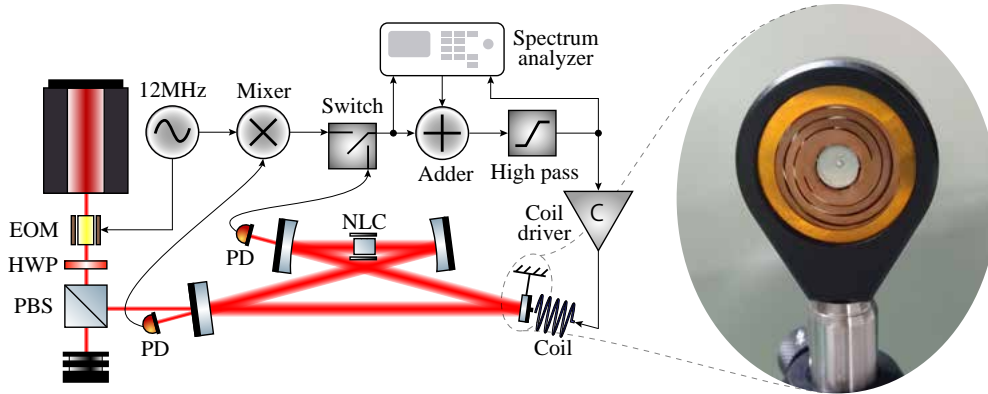 12MHz
Mixer
Switch
Spectrum
analyzer
Adder
High pass
EOM
HWP
PBS
PD
PD
NLC
Coil
driver
C
Coil